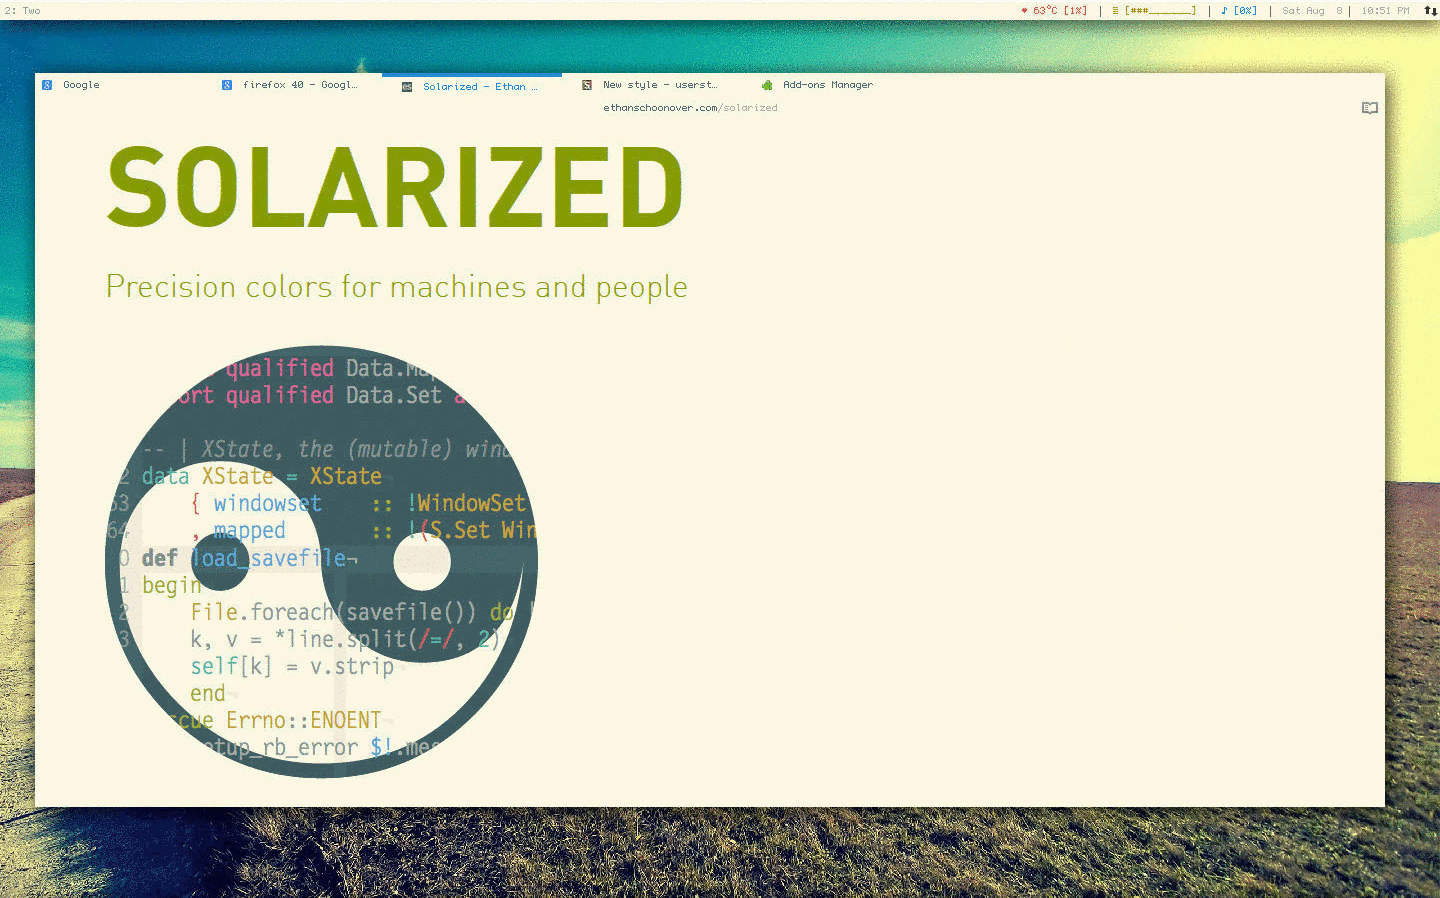 2: Two
♥ 63°C [1%] | ≣ [###_______] | ♪ [0%] | Sat Aug 8 | 10:51 PM
Google
firefox 40 - Googl…
Solarized - Ethan …
New style - userst…
Add-ons Manager
ethanschoonover.com/solarized
SOLARIZED
Precision colors for machines and people
qualified Data.Map
ort qualified Data.Set a
-- | XState, the (mutable) wind
2 data XState = XState
63 { windowset :: !WindowSet
64 , mapped :: !(S.Set Win
0 def load_savefile¬
1 begin
2 File.foreach(savefile()) do
3 k, v = *line.split(/=/, 2)
self[k] = v.strip
end
scue Errno::ENOENT
etup_rb_error $!.mes